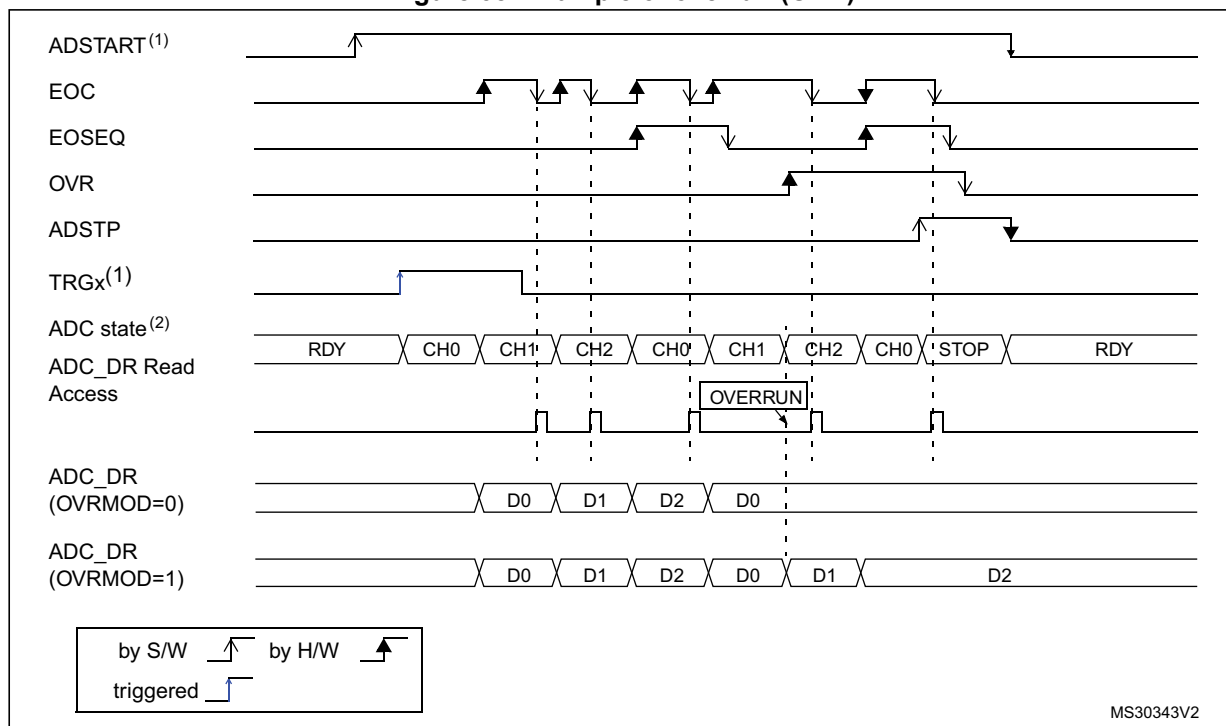 ADSTART(1)
EOC
EOSEQ
OVR
ADSTP
TRGx(1)
ADC state(2)
RDY CH0 CH1 CH2 CH0 CH1 CH2 CH0 STOP RDY
ADC_DR Read
Access
OVERRUN
ADC_DR
(OVRMOD=0)
D0 D1 D2 D0
ADC_DR
(OVRMOD=1)
D0 D1 D2 D0 D1 D2
by S/W by H/W
triggered
MS30343V2